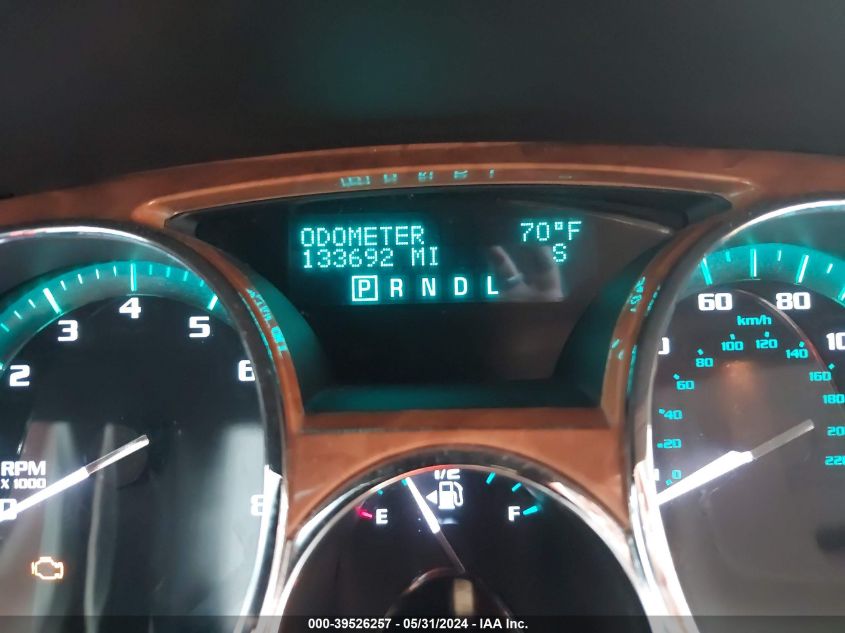 ODOMETER 70°F
133692 MI S
P R N D L
2 3 4 5 6 8
RPM
X 1000
60 80
km/h
0 20 40 60 80 100 120 140 160 180
1/2
E F
000-39526257 - 05/31/2024 - IAA Inc.